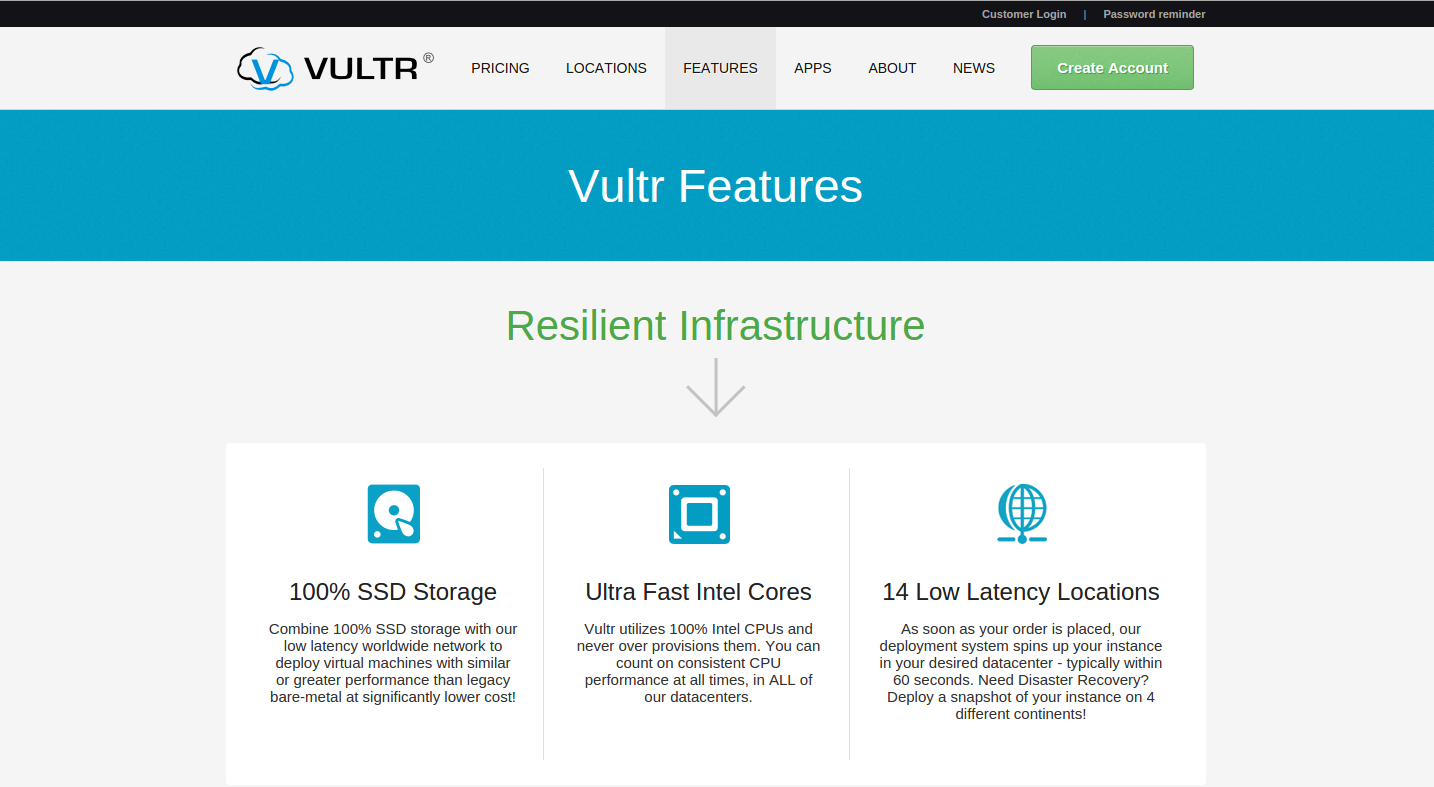 Customer Login | Password reminder
VULTR ® PRICING LOCATIONS FEATURES APPS ABOUT NEWS Create Account
Vultr Features
Resilient Infrastructure
100% SSD Storage
Combine 100% SSD storage with our
low latency worldwide network to
deploy virtual machines with similar
or greater performance than legacy
bare-metal at significantly lower cost!
Ultra Fast Intel Cores
Vultr utilizes 100% Intel CPUs and
never over provisions them. You can
count on consistent CPU
performance at all times, in ALL of
our datacenters.
14 Low Latency Locations
As soon as your order is placed, our
deployment system spins up your instance
in your desired datacenter - typically within
60 seconds. Need Disaster Recovery?
Deploy a snapshot of your instance on 4
different continents!